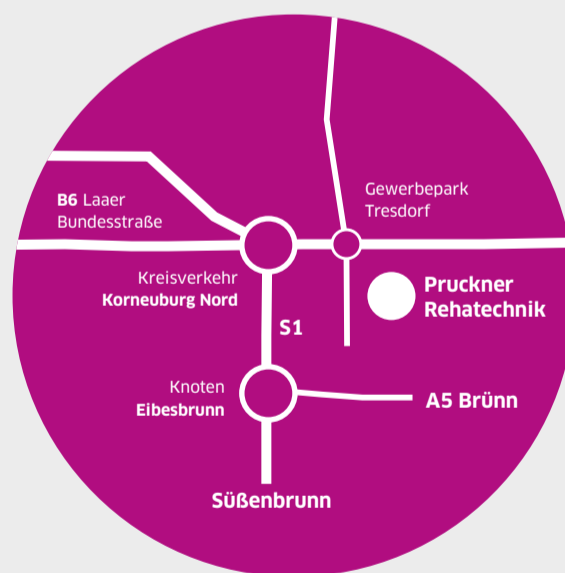 Gewerbepark
Tresdorf
B6 Laaer
Bundesstraße
Kreisverkehr
Korneuburg Nord
Pruckner
Rehatechnik
S1
Knoten
Eibesbrunn
A5 Brünn
Süßenbrunn